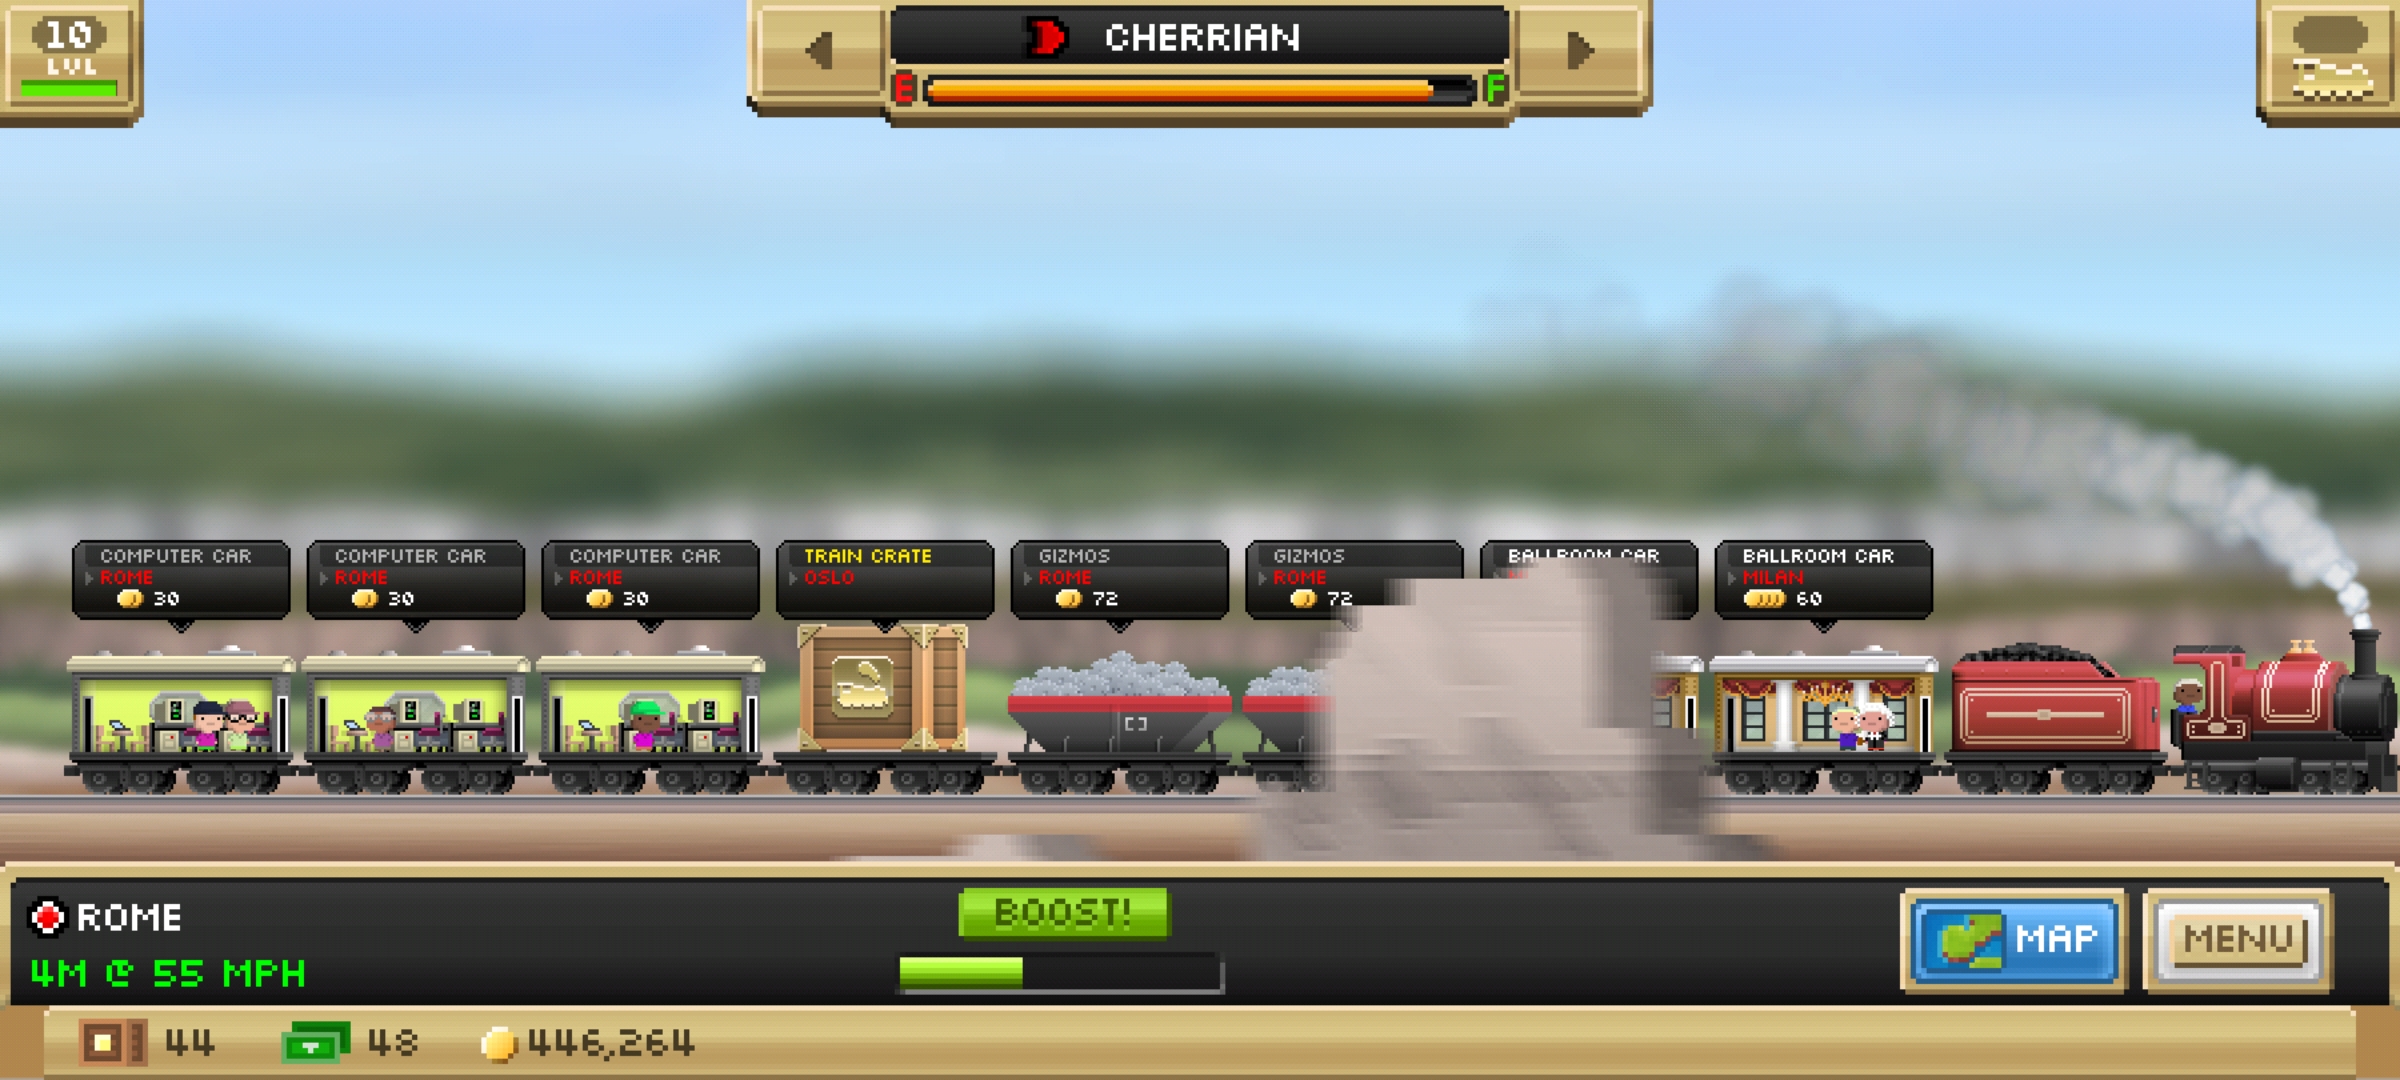 10
LVL
CHERRIAN
E
F
COMPUTER CAR
ROME
30
COMPUTER CAR
ROME
30
COMPUTER CAR
ROME
30
TRAIN CRATE
OSLO
GIZMOS
ROME
72
GIZMOS
ROME
72
BALLROOM CAR
BALLROOM CAR
MILAN
60
ROME
4M @ 55 MPH
BOOST!
MAP
MENU
44
48
446,264